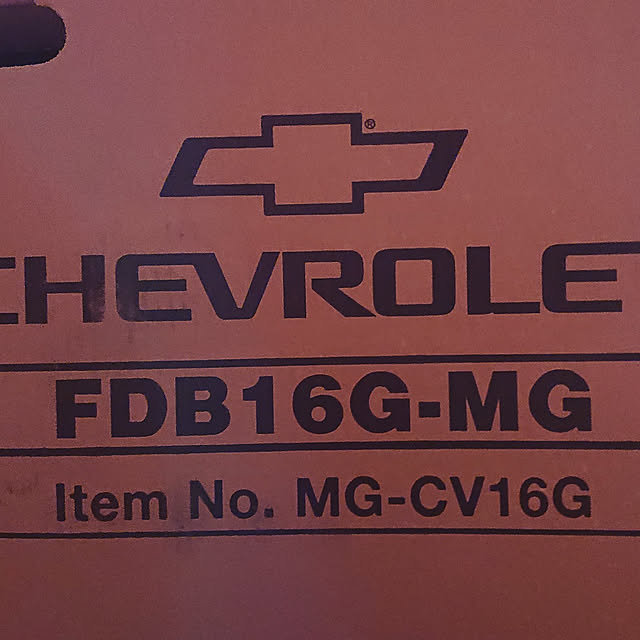 ®
CHEVROLET
FDB16G-MG
Item No. MG-CV16G